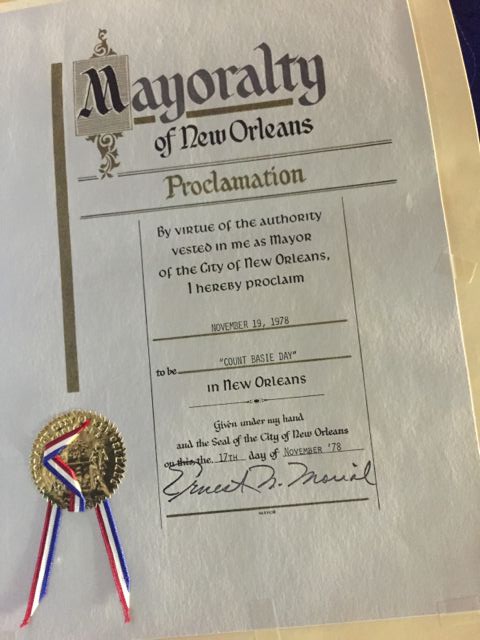 Mayoralty
of New Orleans
Proclamation
By virtue of the authority
vested in me as Mayor
of the City of New Orleans,
I hereby proclaim
NOVEMBER 19, 1978
to be "COUNT BASIE DAY"
in New Orleans
Given under my hand
and the Seal of the City of New Orleans
on this the 17TH day of NOVEMBER '78
Ernest N. Morial
MAYOR